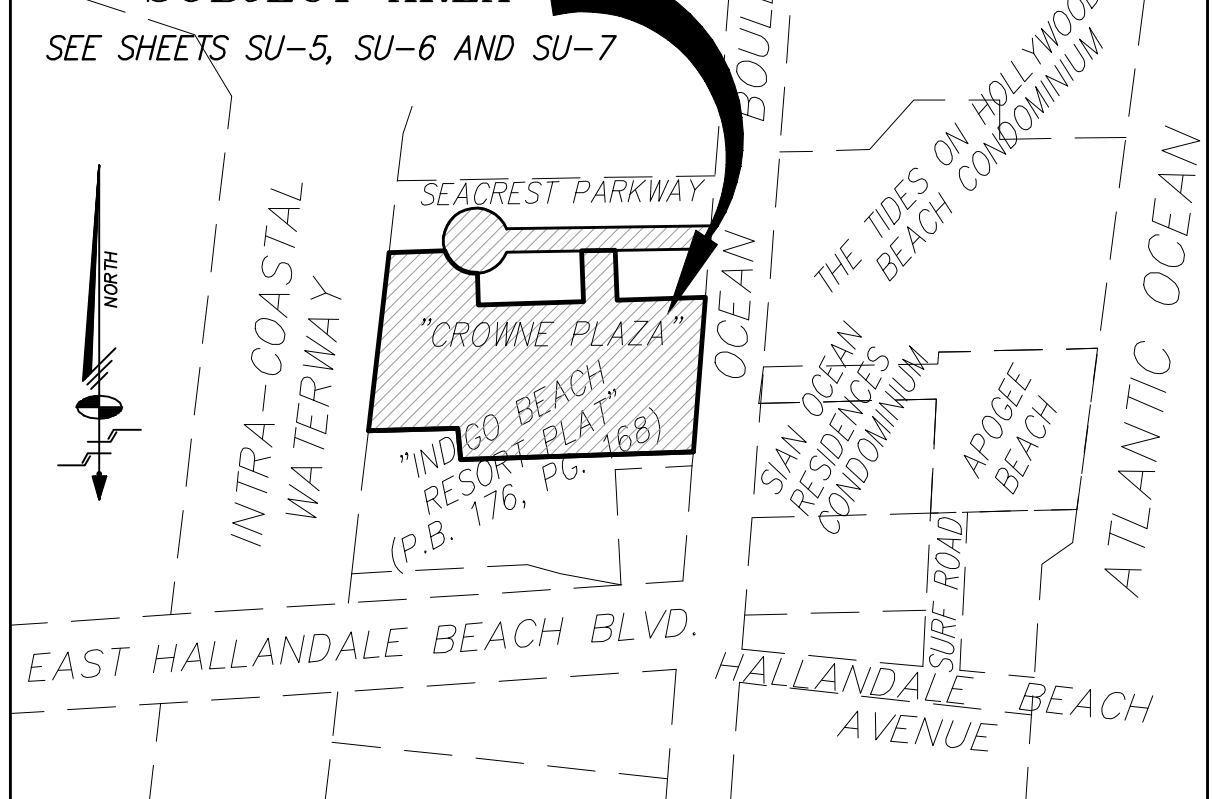 SUBJECT AREA
SEE SHEETS SU-5, SU-6 AND SU-7
NORTH
INTRA-COASTAL
WATERWAY
SEACREST PARKWAY
"CROWNE PLAZA"
"INDIGO BEACH
RESORT PLAT"
(P.B. 176, PG. 168)
OCEAN
THE TIDES ON HOLLYWOOD
BEACH CONDOMINIUM
SIAN OCEAN
RESIDENCES
CONDOMINIUM
APOGEE
BEACH
ATLANTIC OCEAN
SURF ROAD
EAST HALLANDALE BEACH BLVD.
HALLANDALE BEACH
AVENUE